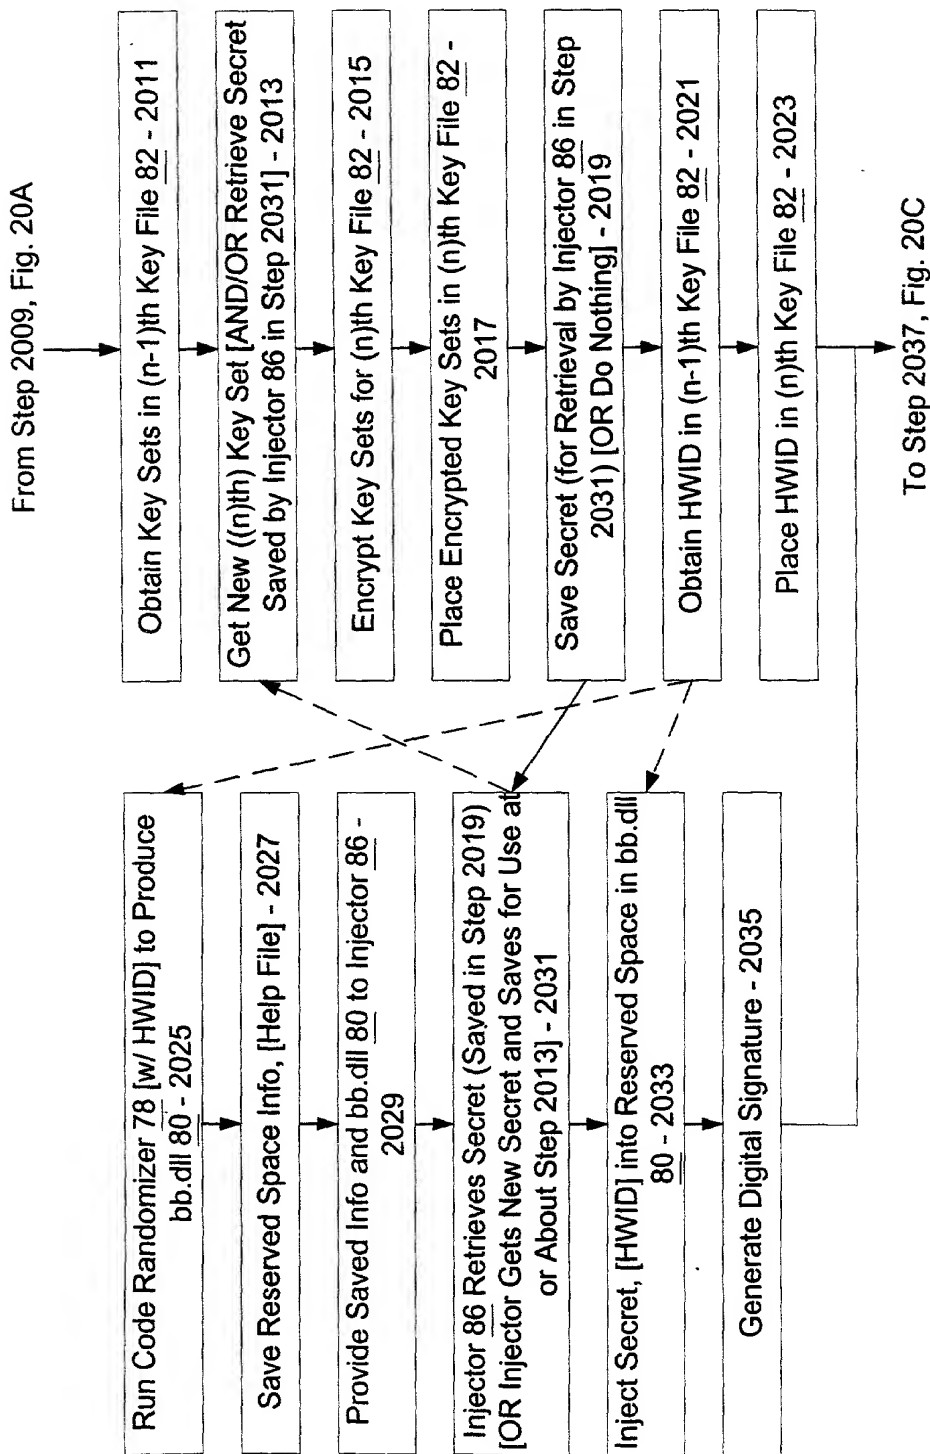 From Step 2009, Fig. 20A
Obtain Key Sets in (n-1)th Key File 82 - 2011
Get New ((n)th) Key Set [AND/OR Retrieve Secret
Saved by Injector 86 in Step 2031] - 2013
Encrypt Key Sets for (n)th Key File 82 - 2015
Place Encrypted Key Sets in (n)th Key File 82 -
2017
Save Secret (for Retrieval by Injector 86 in Step
2031) [OR Do Nothing] - 2019
Obtain HWID in (n-1)th Key File 82 - 2021
Place HWID in (n)th Key File 82 - 2023
Run Code Randomizer 78 [w/ HWID] to Produce
bb.dll 80 - 2025
Save Reserved Space Info, [Help File] - 2027
Provide Saved Info and bb.dll 80 to Injector 86 -
2029
Injector 86 Retrieves Secret (Saved in Step 2019)
[OR Injector Gets New Secret and Saves for Use at
or About Step 2013] - 2031
Inject Secret, [HWID] into Reserved Space in bb.dll
80 - 2033
Generate Digital Signature - 2035
To Step 2037, Fig. 20C